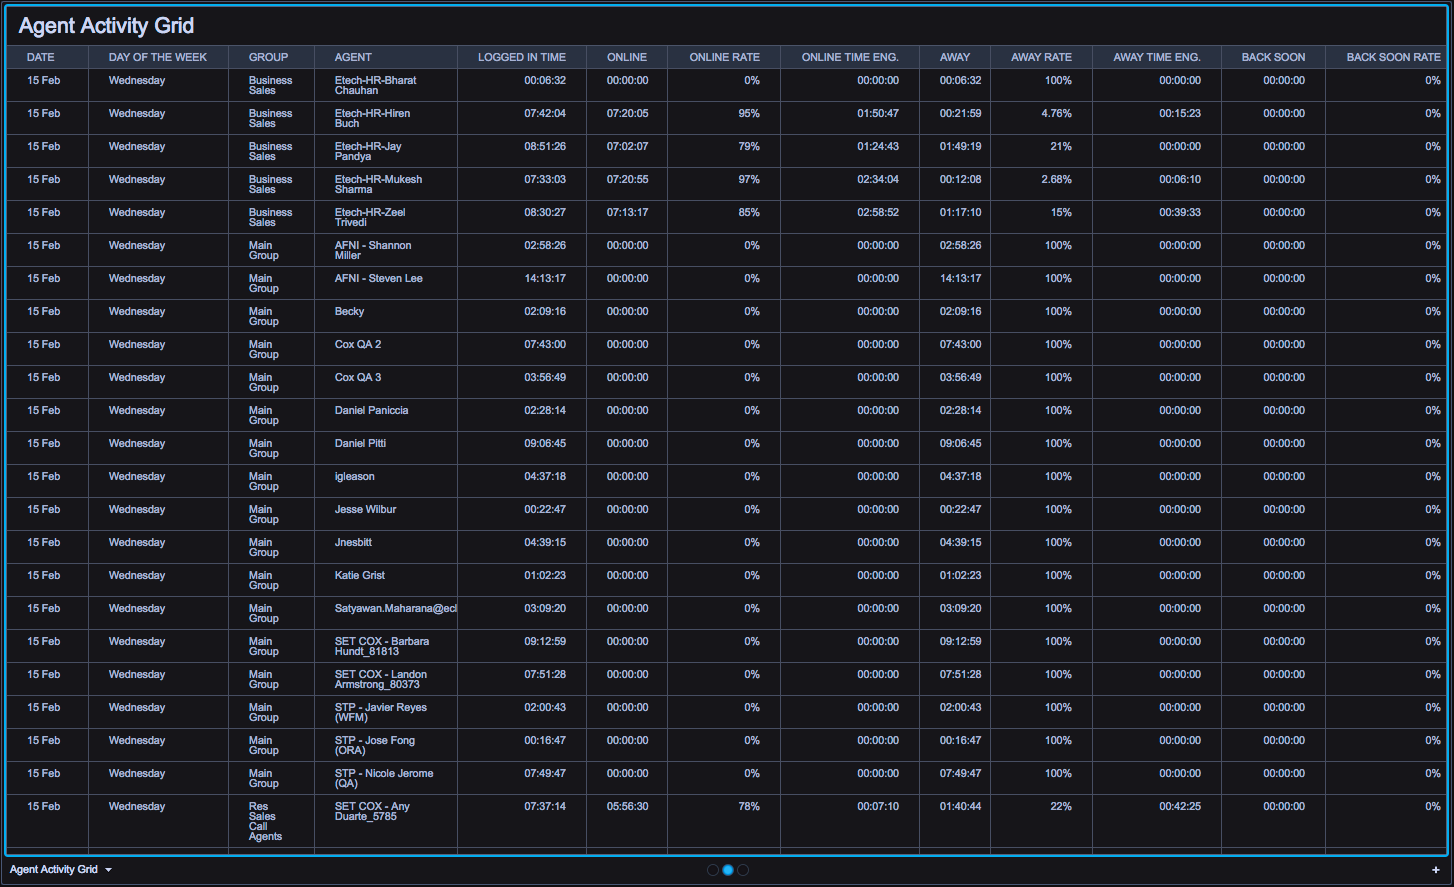 Agent Activity Grid
DATE DAY OF THE WEEK GROUP AGENT LOGGED IN TIME ONLINE ONLINE RATE ONLINE TIME ENG. AWAY AWAY RATE AWAY TIME ENG. BACK SOON BACK SOON RATE
15 Feb Wednesday Business Etech-HR-Bharat 00:06:32 00:00:00 0% 00:00:00 00:06:32 100% 00:00:00 00:00:00 0%
Sales Chauhan
15 Feb Wednesday Business Etech-HR-Hiren 07:42:04 07:20:05 95% 01:50:47 00:21:59 4.76% 00:15:23 00:00:00 0%
Sales Buch
15 Feb Wednesday Business Etech-HR-Jay 08:51:26 07:02:07 79% 01:24:43 01:49:19 21% 00:00:00 00:00:00 0%
Sales Pandya
15 Feb Wednesday Business Etech-HR-Mukesh 07:33:03 07:20:55 97% 02:34:04 00:12:08 2.68% 00:06:10 00:00:00 0%
Sales Sharma
15 Feb Wednesday Business Etech-HR-Zeel 08:30:27 07:13:17 85% 02:58:52 01:17:10 15% 00:39:33 00:00:00 0%
Sales Trivedi
15 Feb Wednesday Main AFNI - Shannon 02:58:26 00:00:00 0% 00:00:00 02:58:26 100% 00:00:00 00:00:00 0%
Group Miller
15 Feb Wednesday Main AFNI - Steven Lee 14:13:17 00:00:00 0% 00:00:00 14:13:17 100% 00:00:00 00:00:00 0%
Group
15 Feb Wednesday Main Becky 02:09:16 00:00:00 0% 00:00:00 02:09:16 100% 00:00:00 00:00:00 0%
Group
15 Feb Wednesday Main Cox QA 2 07:43:00 00:00:00 0% 00:00:00 07:43:00 100% 00:00:00 00:00:00 0%
Group
15 Feb Wednesday Main Cox QA 3 03:56:49 00:00:00 0% 00:00:00 03:56:49 100% 00:00:00 00:00:00 0%
Group
15 Feb Wednesday Main Daniel Paniccia 02:28:14 00:00:00 0% 00:00:00 02:28:14 100% 00:00:00 00:00:00 0%
Group
15 Feb Wednesday Main Daniel Pitti 09:06:45 00:00:00 0% 00:00:00 09:06:45 100% 00:00:00 00:00:00 0%
Group
15 Feb Wednesday Main igleason 04:37:18 00:00:00 0% 00:00:00 04:37:18 100% 00:00:00 00:00:00 0%
Group
15 Feb Wednesday Main Jesse Wilbur 00:22:47 00:00:00 0% 00:00:00 00:22:47 100% 00:00:00 00:00:00 0%
Group
15 Feb Wednesday Main Jnesbitt 04:39:15 00:00:00 0% 00:00:00 04:39:15 100% 00:00:00 00:00:00 0%
Group
15 Feb Wednesday Main Katie Grist 01:02:23 00:00:00 0% 00:00:00 01:02:23 100% 00:00:00 00:00:00 0%
Group
15 Feb Wednesday Main Satyawan.Maharana@ecl 03:09:20 00:00:00 0% 00:00:00 03:09:20 100% 00:00:00 00:00:00 0%
Group
15 Feb Wednesday Main SET COX - Barbara 09:12:59 00:00:00 0% 00:00:00 09:12:59 100% 00:00:00 00:00:00 0%
Group Hundt_81813
15 Feb Wednesday Main SET COX - Landon 07:51:28 00:00:00 0% 00:00:00 07:51:28 100% 00:00:00 00:00:00 0%
Group Armstrong_80373
15 Feb Wednesday Main STP - Javier Reyes 02:00:43 00:00:00 0% 00:00:00 02:00:43 100% 00:00:00 00:00:00 0%
Group (WFM)
15 Feb Wednesday Main STP - Jose Fong 00:16:47 00:00:00 0% 00:00:00 00:16:47 100% 00:00:00 00:00:00 0%
Group (ORA)
15 Feb Wednesday Main STP - Nicole Jerome 07:49:47 00:00:00 0% 00:00:00 07:49:47 100% 00:00:00 00:00:00 0%
Group (QA)
15 Feb Wednesday Res SET COX - Any 07:37:14 05:56:30 78% 00:07:10 01:40:44 22% 00:42:25 00:00:00 0%
Sales Duarte_5785
Call
Agents
Agent Activity Grid +